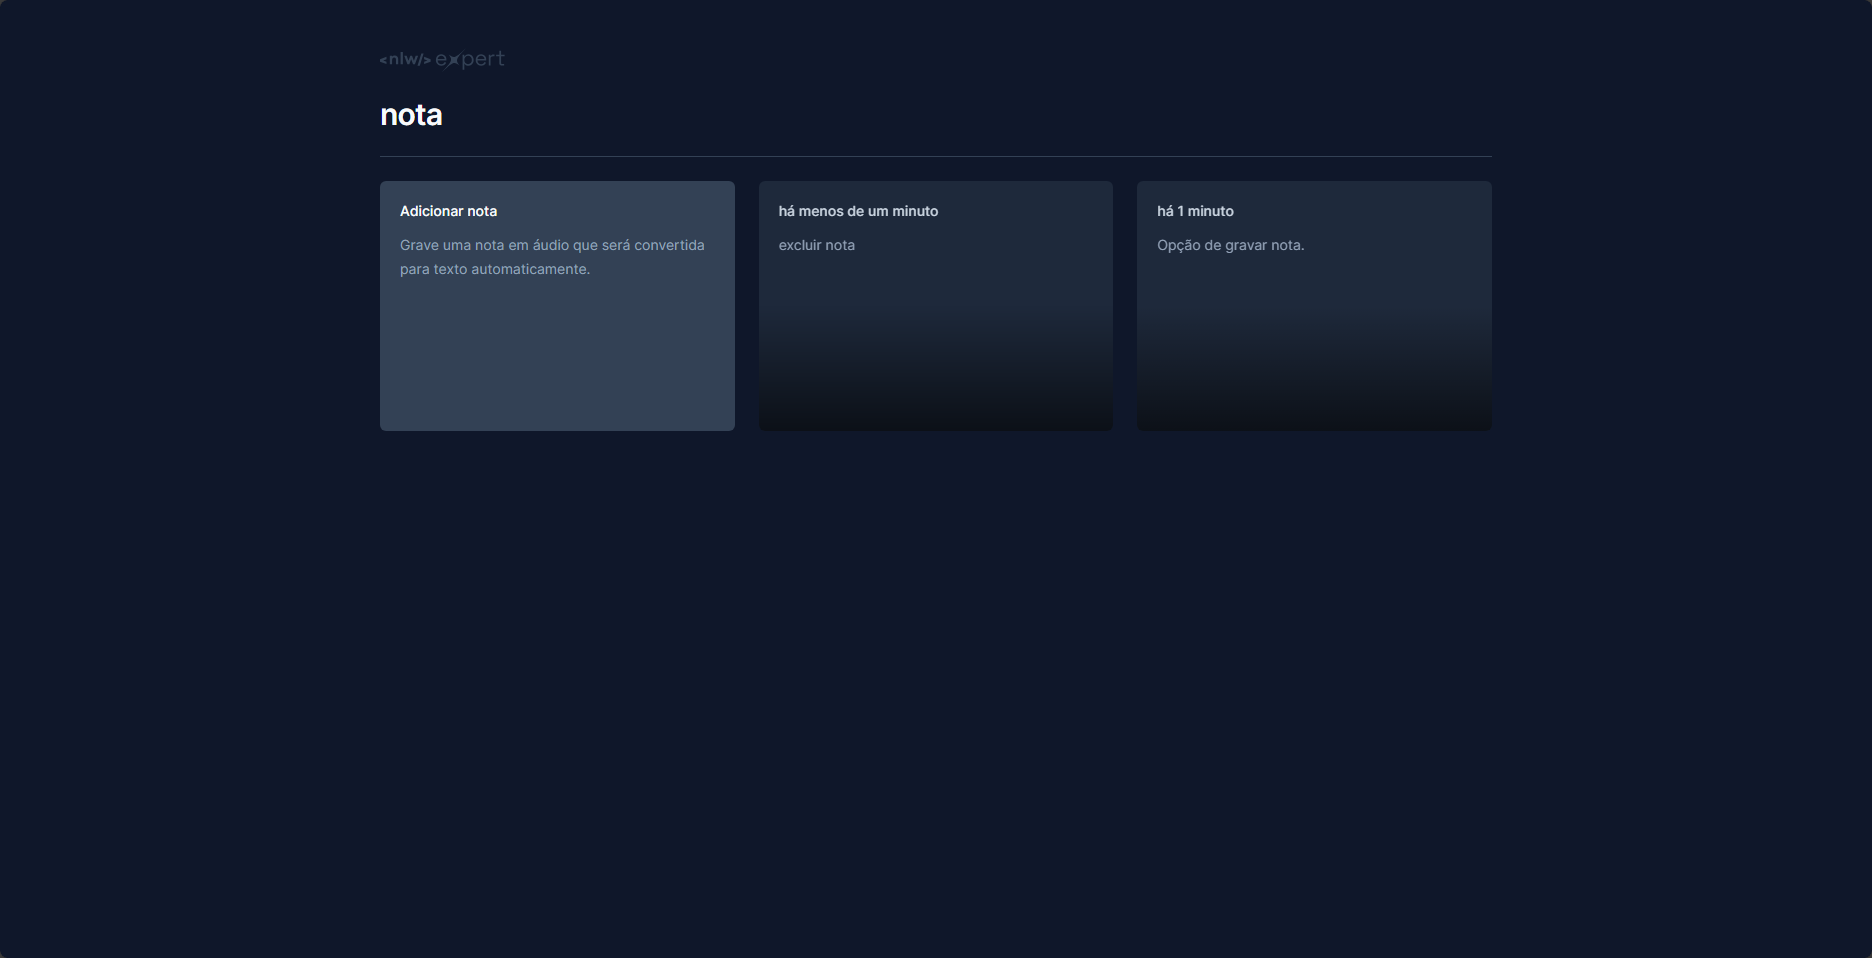 <nlw/> expert
nota
Adicionar nota
Grave uma nota em áudio que será convertida
para texto automaticamente.
há menos de um minuto
excluir nota
há 1 minuto
Opção de gravar nota.